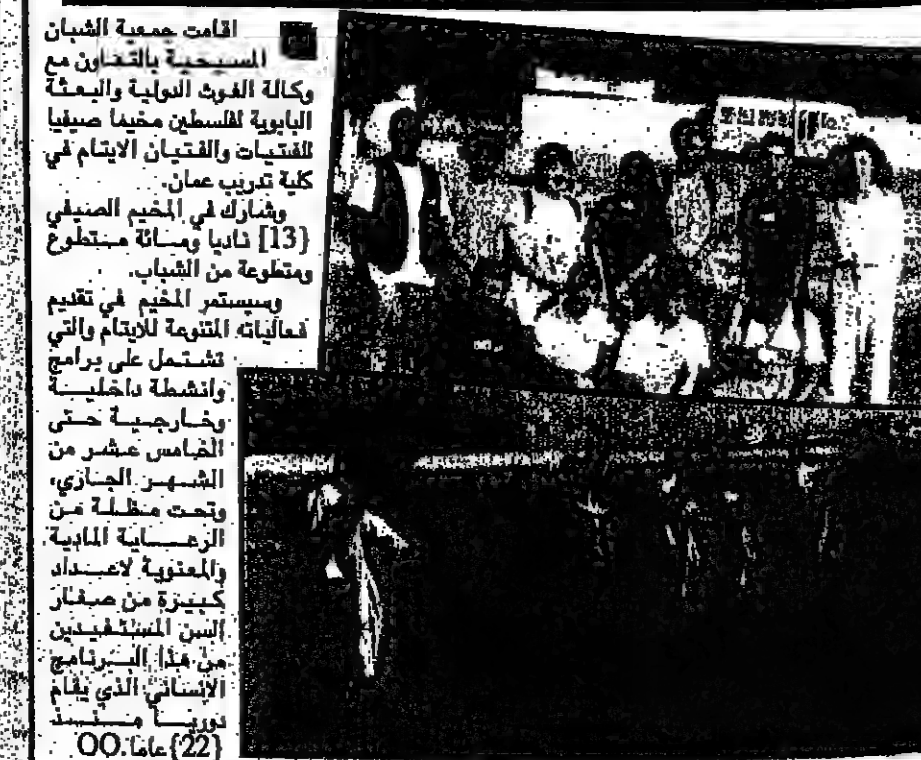 اقامت جمعية الشبان
المسيحية بالتعاون مع
وكالة الغوث الدولية والبعثة
البابوية لفلسطين مخيما صيفيا
للفتيات والفتيان الايتام في
كلية تدريب عمان.
وشارك في المخيم الصيفي
{13} ناديا ومائة متطوع
ومتطوعة من الشباب.
وسيستمر المخيم في تقديم
فعالياته المتنوعة للايتام والتي
تشتمل على برامج
وانشطة داخلية
وخارجية حتى
الخامس عشر من
الشهر الجاري،
وتحت مظلة من
الرعاية المادية
والمعنوية لاعداد
كبيرة من صغار
السن المستفيدين
من هذا البرنامج
الانساني الذي يقام
دوريا منذ
{22} عاما.OO